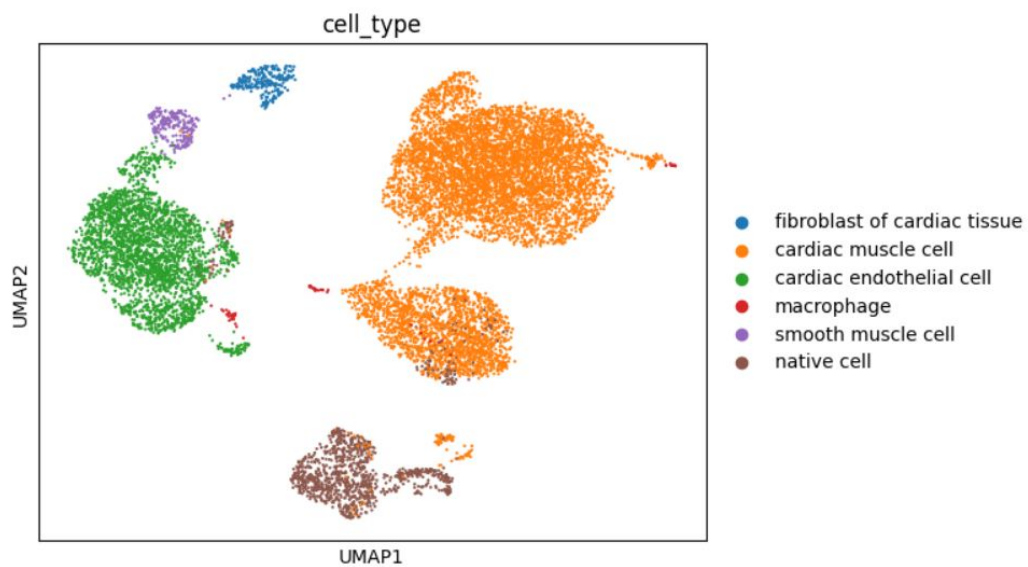 cell_type
UMAP2
UMAP1
fibroblast of cardiac tissue
cardiac muscle cell
cardiac endothelial cell
macrophage
smooth muscle cell
native cell